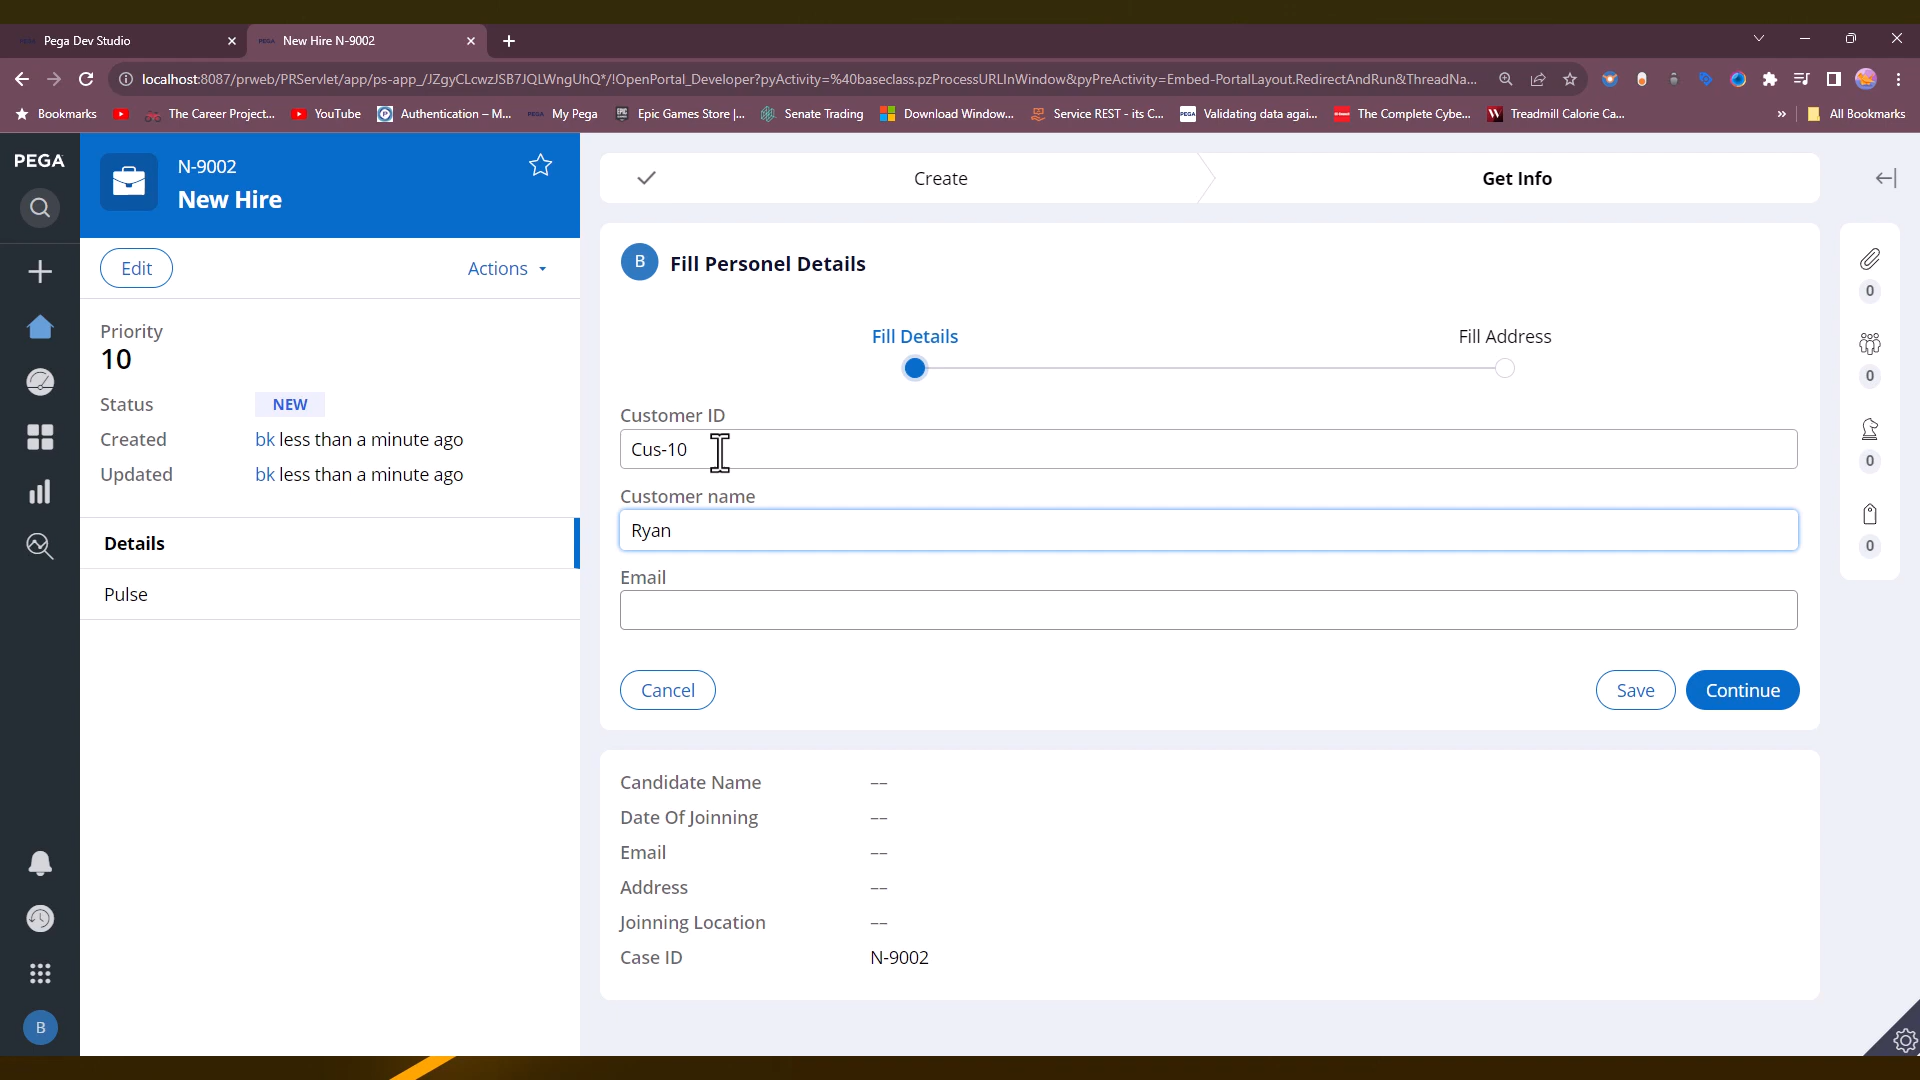 Pega Dev Studio
New Hire N-9002
localhost:8087/prweb/PRServlet/app/ps-app_/JZgyCLcwzJSB7JQLWngUhQ*/!OpenPortal_Developer?pyActivity=%40baseclass.pzProcessURLInWindow&pyPreActivity=Embed-PortalLayout.RedirectAndRun&ThreadNa...
Bookmarks
The Career Project...
YouTube
Authentication – M...
My Pega
Epic Games Store |...
Senate Trading
Download Window...
Service REST - its C...
Validating data agai...
The Complete Cybe...
Treadmill Calorie Ca...
»
All Bookmarks
PEGA
N-9002
New Hire
Create
Get Info
Edit
Actions
B
Fill Personel Details
0
Priority
10
Fill Details
Fill Address
0
Status
NEW
Created
bk less than a minute ago
Updated
bk less than a minute ago
Customer ID
Cus-10
0
Customer name
Ryan
Details
0
Email
Pulse
Cancel
Save
Continue
Candidate Name
––
Date Of Joinning
––
Email
––
Address
––
Joinning Location
––
Case ID
N-9002
B